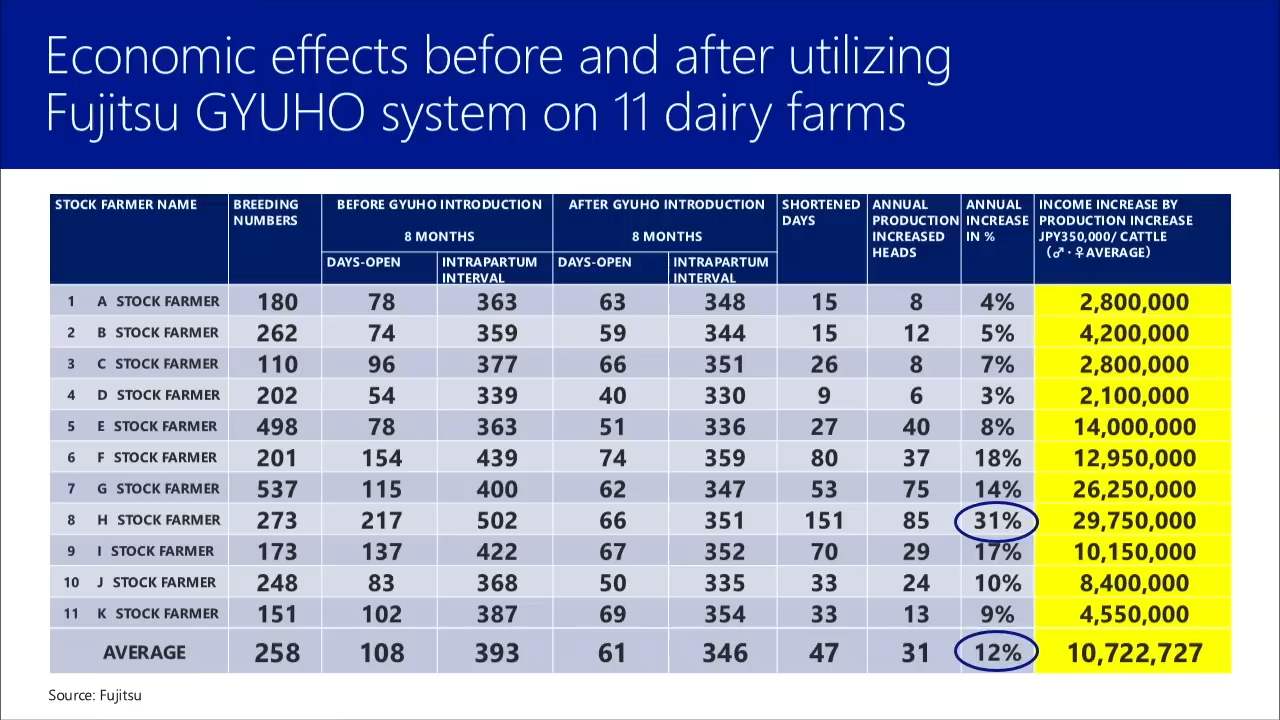 Economic effects before and after utilizing
Fujitsu GYUHO system on 11 dairy farms
STOCK FARMER NAME
BREEDING
NUMBERS
BEFORE GYUHO INTRODUCTION
8 MONTHS
AFTER GYUHO INTRODUCTION
8 MONTHS
SHORTENED
DAYS
ANNUAL
PRODUCTION
INCREASED
HEADS
ANNUAL
INCREASE
IN %
INCOME INCREASE BY
PRODUCTION INCREASE
JPY350,000/ CATTLE
(♂・♀AVERAGE)
DAYS-OPEN
INTRAPARTUM
INTERVAL
DAYS-OPEN
INTRAPARTUM
INTERVAL
1 A STOCK FARMER 180 78 363 63 348 15 8 4% 2,800,000
2 B STOCK FARMER 262 74 359 59 344 15 12 5% 4,200,000
3 C STOCK FARMER 110 96 377 66 351 26 8 7% 2,800,000
4 D STOCK FARMER 202 54 339 40 330 9 6 3% 2,100,000
5 E STOCK FARMER 498 78 363 51 336 27 40 8% 14,000,000
6 F STOCK FARMER 201 154 439 74 359 80 37 18% 12,950,000
7 G STOCK FARMER 537 115 400 62 347 53 75 14% 26,250,000
8 H STOCK FARMER 273 217 502 66 351 151 85 31% 29,750,000
9 I STOCK FARMER 173 137 422 67 352 70 29 17% 10,150,000
10 J STOCK FARMER 248 83 368 50 335 33 24 10% 8,400,000
11 K STOCK FARMER 151 102 387 69 354 33 13 9% 4,550,000
AVERAGE 258 108 393 61 346 47 31 12% 10,722,727
Source: Fujitsu